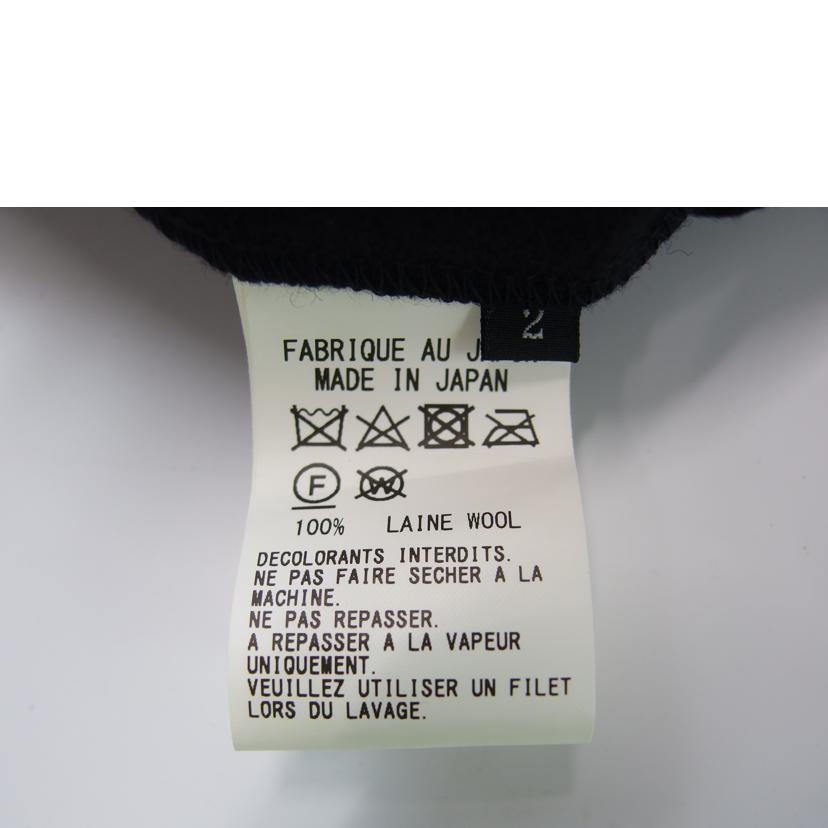 2
FABRIQUE AU
MADE IN JAPAN
F W
100% LAINE WOOL
DECOLORANTS INTERDITS.
NE PAS FAIRE SECHER A LA
MACHINE.
NE PAS REPASSER.
A REPASSER A LA VAPEUR
UNIQUEMENT.
VEUILLEZ UTILISER UN FILET
LORS DU LAVAGE.